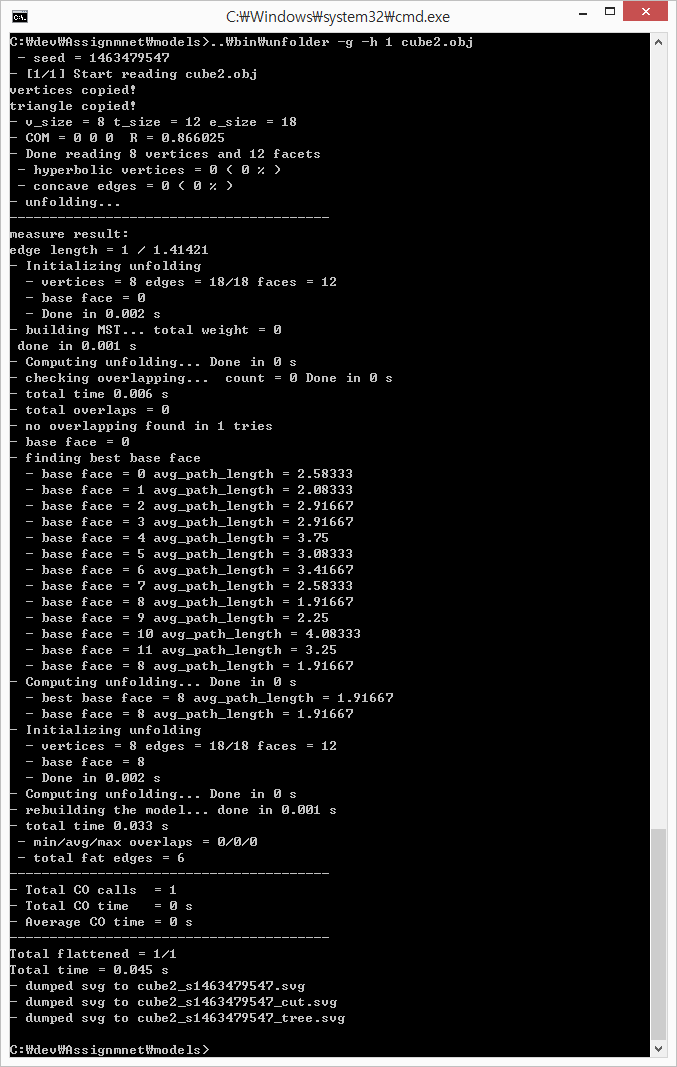 C:₩Windows₩system32₩cmd.exe
C:₩dev₩Assignmnet₩models>..₩bin₩unfolder -g -h 1 cube2.obj
 - seed = 1463479547
- [1/1] Start reading cube2.obj
vertices copied!
triangle copied!
- v_size = 8 t_size = 12 e_size = 18
- COM = 0 0 0  R = 0.866025
- Done reading 8 vertices and 12 facets
 - hyperbolic vertices = 0 ( 0 % )
 - concave edges = 0 ( 0 % )
- unfolding...
----------------------------------------
measure result:
edge length = 1 / 1.41421
- Initializing unfolding
  - vertices = 8 edges = 18/18 faces = 12
  - base face = 0
  - Done in 0.002 s
- building MST... total weight = 0
 done in 0.001 s
- Computing unfolding... Done in 0 s
- checking overlapping...  count = 0 Done in 0 s
- total time 0.006 s
- total overlaps = 0
- no overlapping found in 1 tries
- base face = 0
- finding best base face
  - base face = 0 avg_path_length = 2.58333
  - base face = 1 avg_path_length = 2.08333
  - base face = 2 avg_path_length = 2.91667
  - base face = 3 avg_path_length = 2.91667
  - base face = 4 avg_path_length = 3.75
  - base face = 5 avg_path_length = 3.08333
  - base face = 6 avg_path_length = 3.41667
  - base face = 7 avg_path_length = 2.58333
  - base face = 8 avg_path_length = 1.91667
  - base face = 9 avg_path_length = 2.25
  - base face = 10 avg_path_length = 4.08333
  - base face = 11 avg_path_length = 3.25
  - base face = 8 avg_path_length = 1.91667
- Computing unfolding... Done in 0 s
  - best base face = 8 avg_path_length = 1.91667
  - base face = 8 avg_path_length = 1.91667
- Initializing unfolding
  - vertices = 8 edges = 18/18 faces = 12
  - base face = 8
  - Done in 0.002 s
- Computing unfolding... Done in 0 s
- rebuilding the model... done in 0.001 s
- total time 0.033 s
 - min/avg/max overlaps = 0/0/0
 - total fat edges = 6
----------------------------------------
- Total CO calls  = 1
- Total CO time   = 0 s
- Average CO time = 0 s
----------------------------------------
Total flattened = 1/1
Total time = 0.045 s
- dumped svg to cube2_s1463479547.svg
- dumped svg to cube2_s1463479547_cut.svg
- dumped svg to cube2_s1463479547_tree.svg
C:₩dev₩Assignmnet₩models>